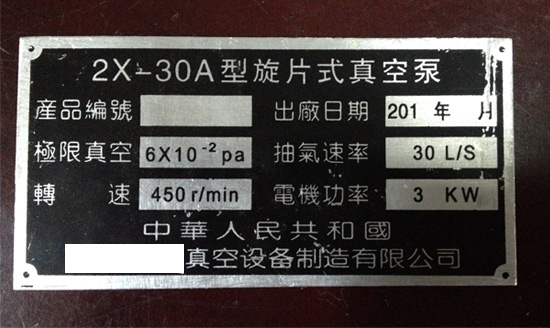 2X-30A型旋片式真空泵
産品編號 出廠日期 201 年 月
極限真空 6X10⁻² pa 抽氣速率 30 L/S
轉 速 450 r/min 電機功率 3 KW
中華人民共和國
真空设备制造有限公司